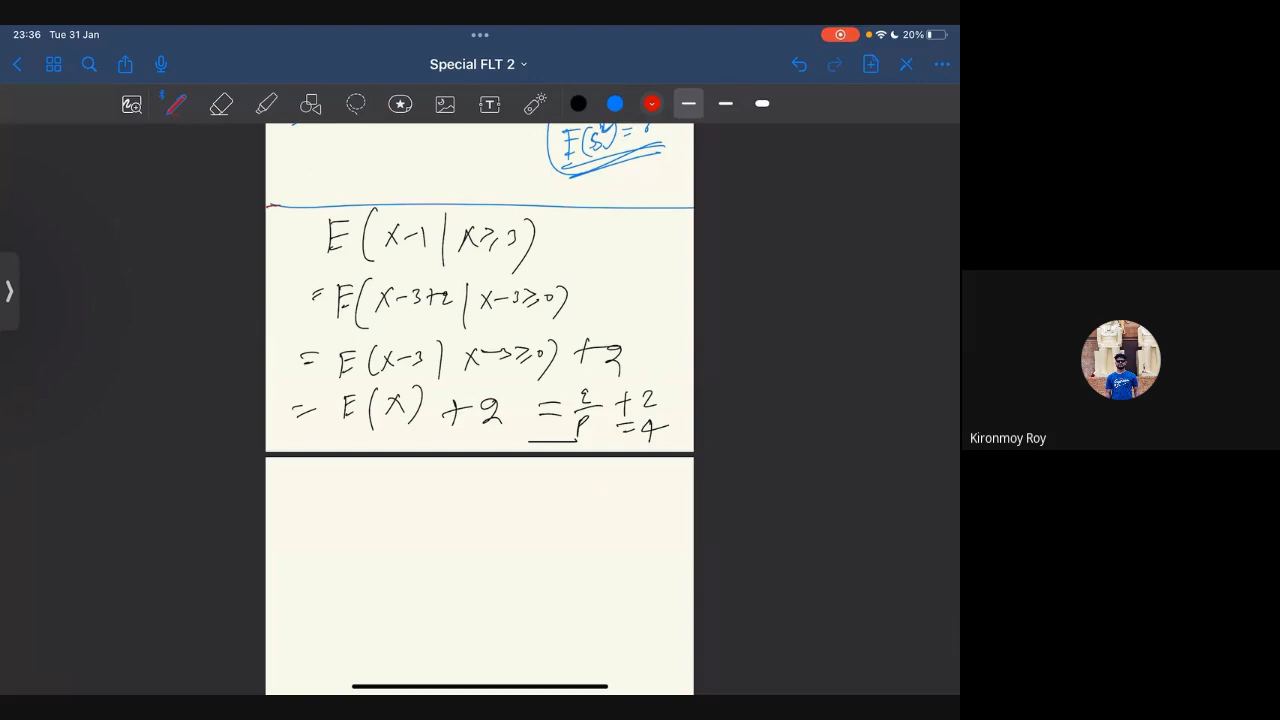 23:36 Tue 31 Jan
20%
Special FLT 2
E(s²) = ?
E(x-1 | x≥3)
= E(x-3+2 | x-3≥0)
= E(x-3 | x-3≥0) +2
= E(x) +2 = q/p +2
= 4
Kironmoy Roy